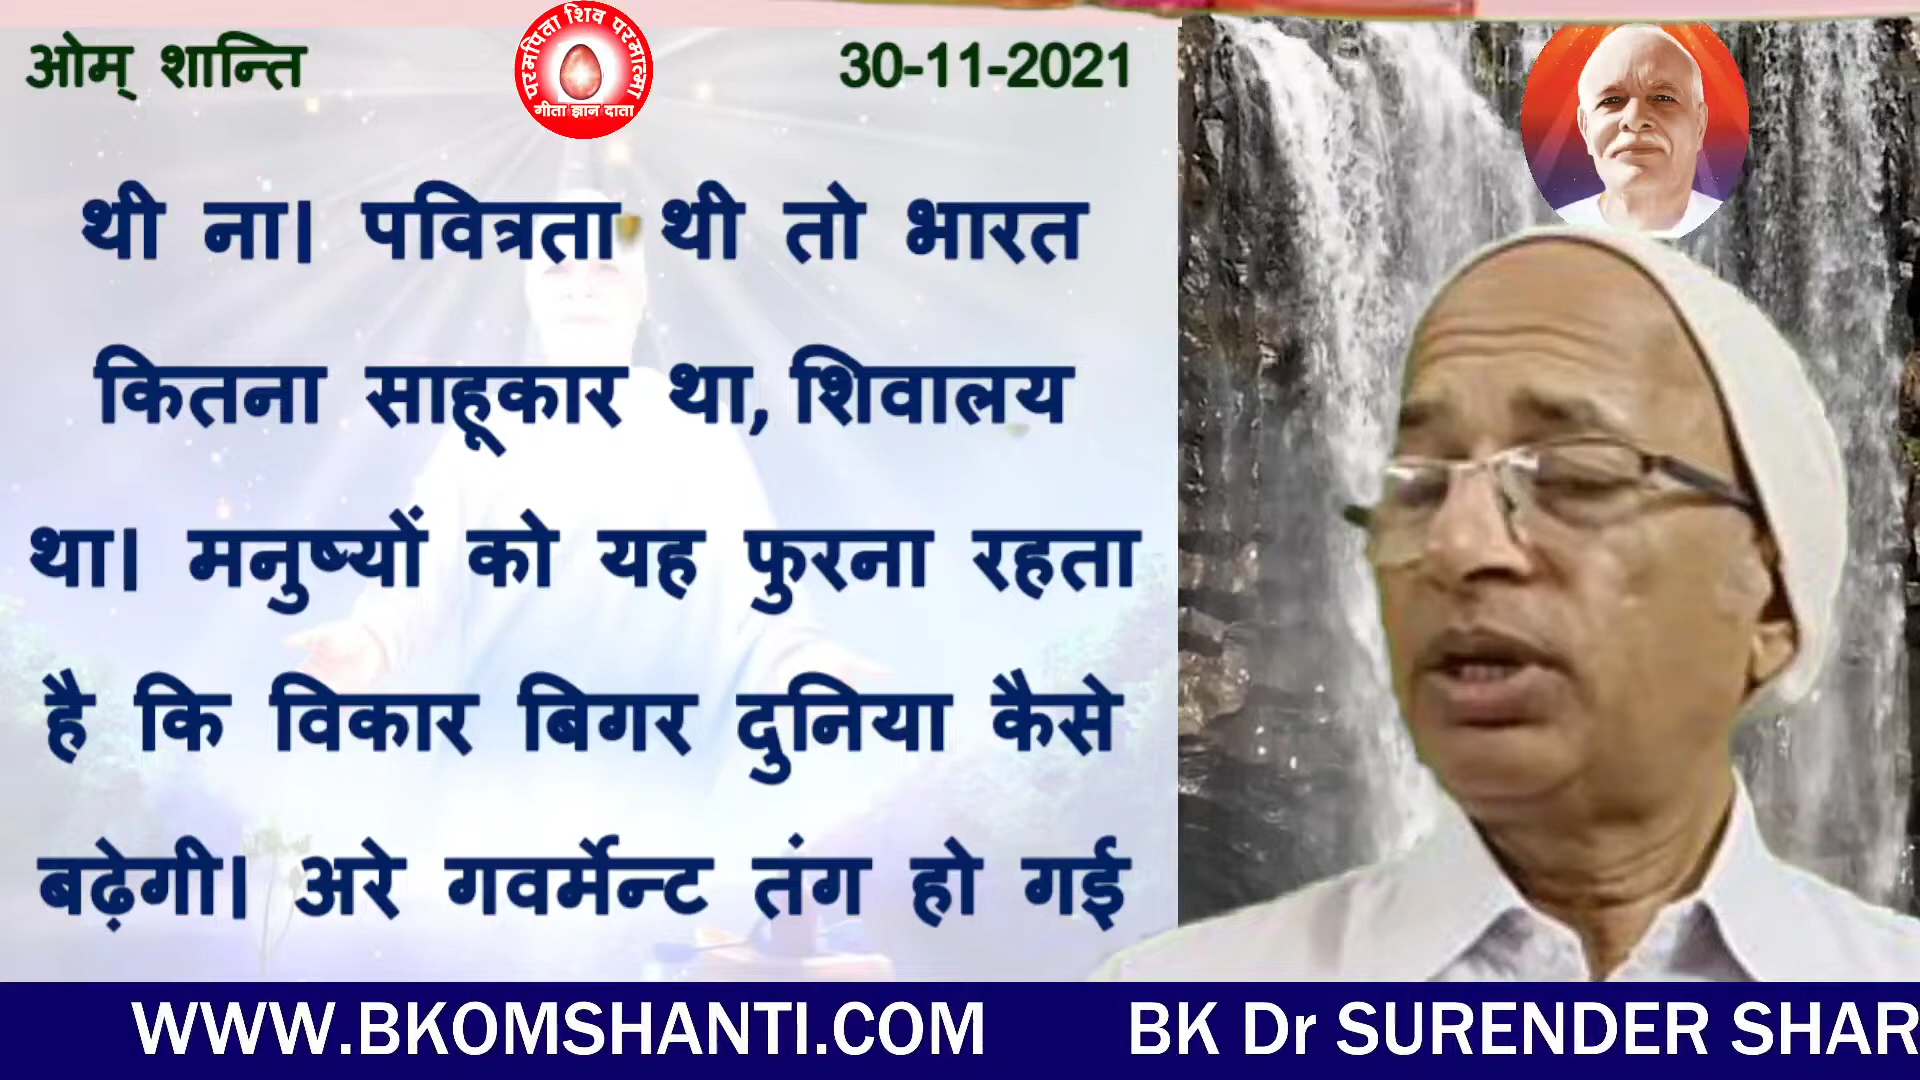 ओम् शान्ति
परमपिता शिव परमात्मा
गीता ज्ञान दाता
30-11-2021
थी ना। पवित्रता थी तो भारत
कितना साहूकार था, शिवालय
था। मनुष्यों को यह फुरना रहता
है कि विकार बिगर दुनिया कैसे
बढ़ेगी। अरे गवर्मेन्ट तंग हो गई
WWW.BKOMSHANTI.COM BK Dr SURENDER SHAR